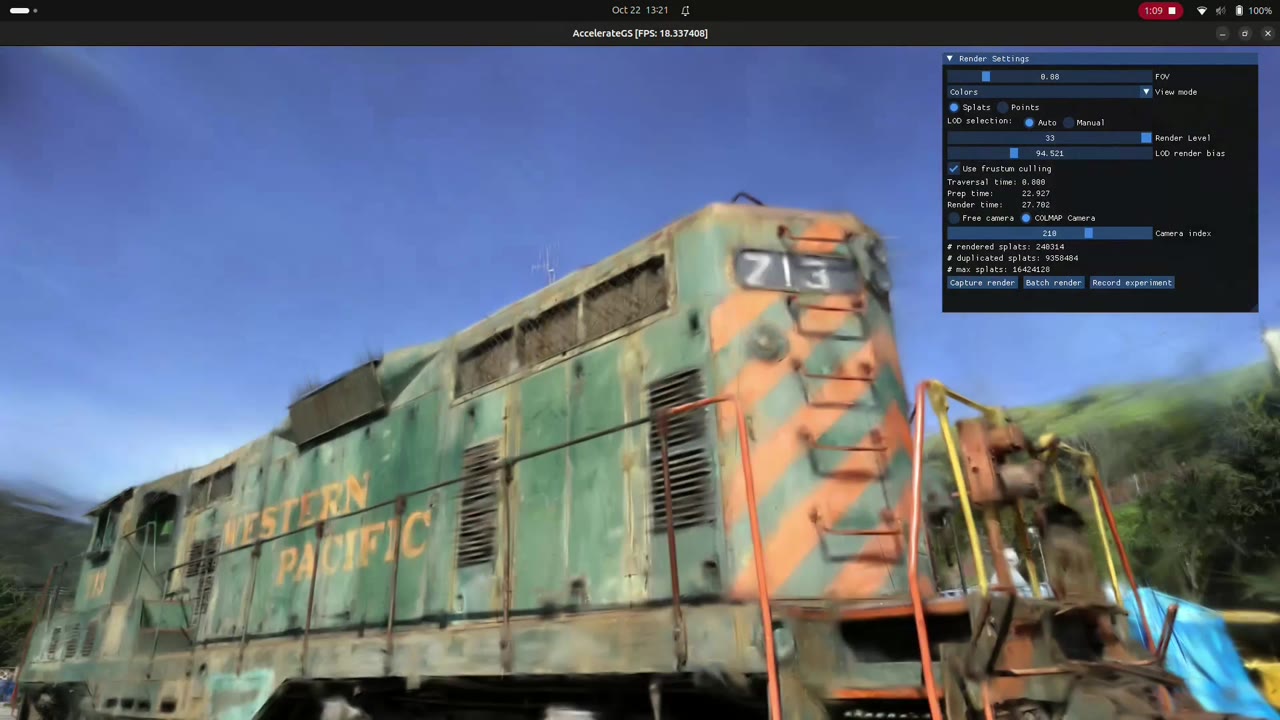 Oct 22 13:21
1:09
100%
AccelerateGS [FPS: 18.337408]
Render Settings
0.88 FOV
Colors View mode
Splats Points
LOD selection: Auto Manual
33 Render Level
94.521 LOD render bias
Use frustum culling
Traversal time: 0.000
Prep time: 22.927
Render time: 27.702
Free camera COLMAP Camera
210 Camera index
# rendered splats: 248314
# duplicated splats: 9358484
# max splats: 16424128
Capture render Batch render Record experiment
713
WESTERN
PACIFIC